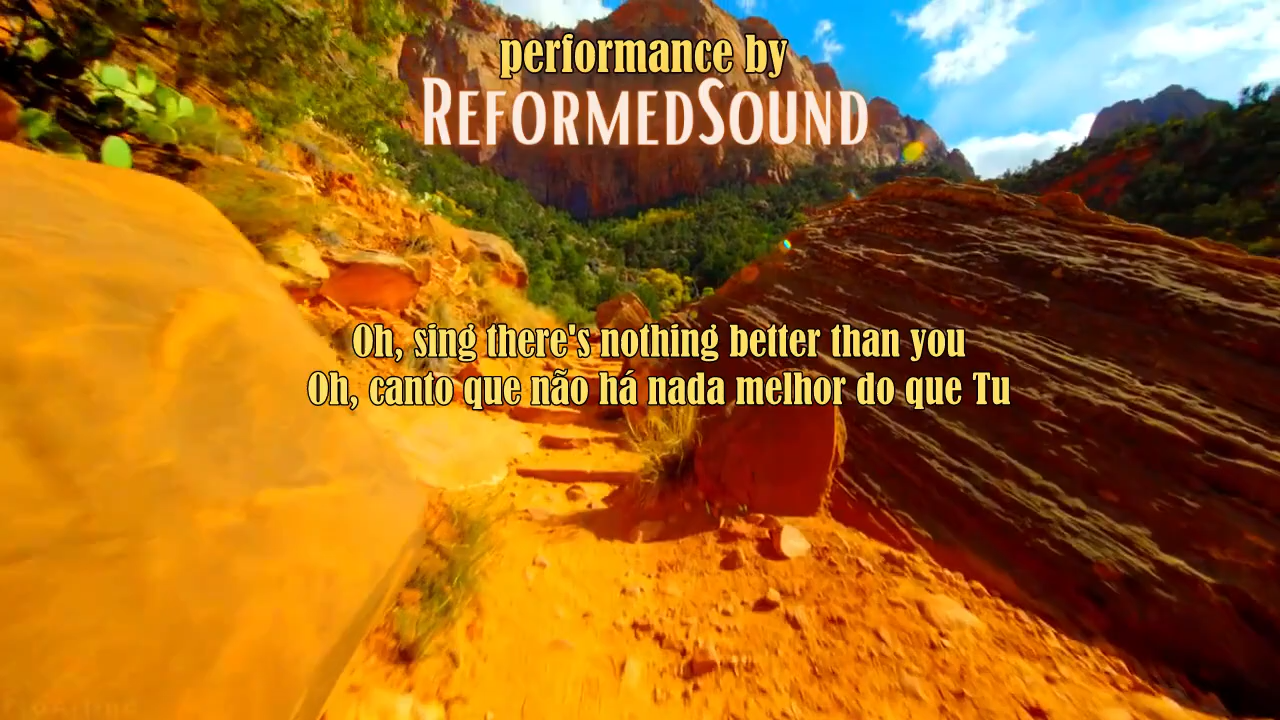 performance by
ReformedSound
Oh, sing there's nothing better than you
Oh, canto que não há nada melhor do que Tu